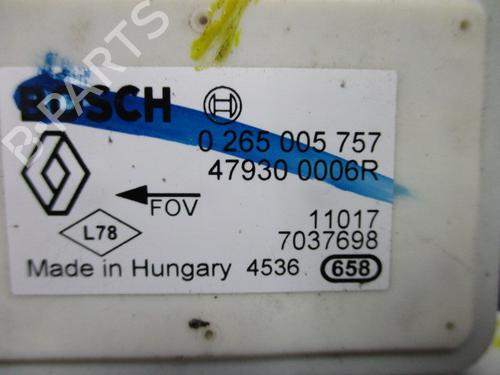 BOSCH
0 265 005 757
47930 0006R
FOV
L78
11017
7037698
Made in Hungary 4536 658
B-PARTS